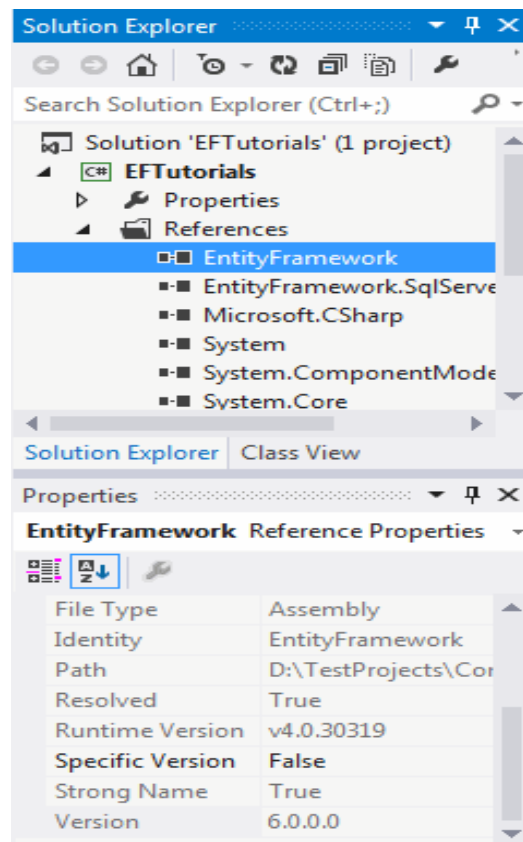 Solution Explorer
Search Solution Explorer (Ctrl+;)
Solution 'EFTutorials' (1 project)
C# EFTutorials
Properties
References
EntityFramework
EntityFramework.SqlServe
Microsoft.CSharp
System
System.ComponentMode
System.Core
Solution Explorer Class View
Properties
EntityFramework Reference Properties
File Type Assembly
Identity EntityFramework
Path D:\TestProjects\Cor
Resolved True
Runtime Version v4.0.30319
Specific Version False
Strong Name True
Version 6.0.0.0